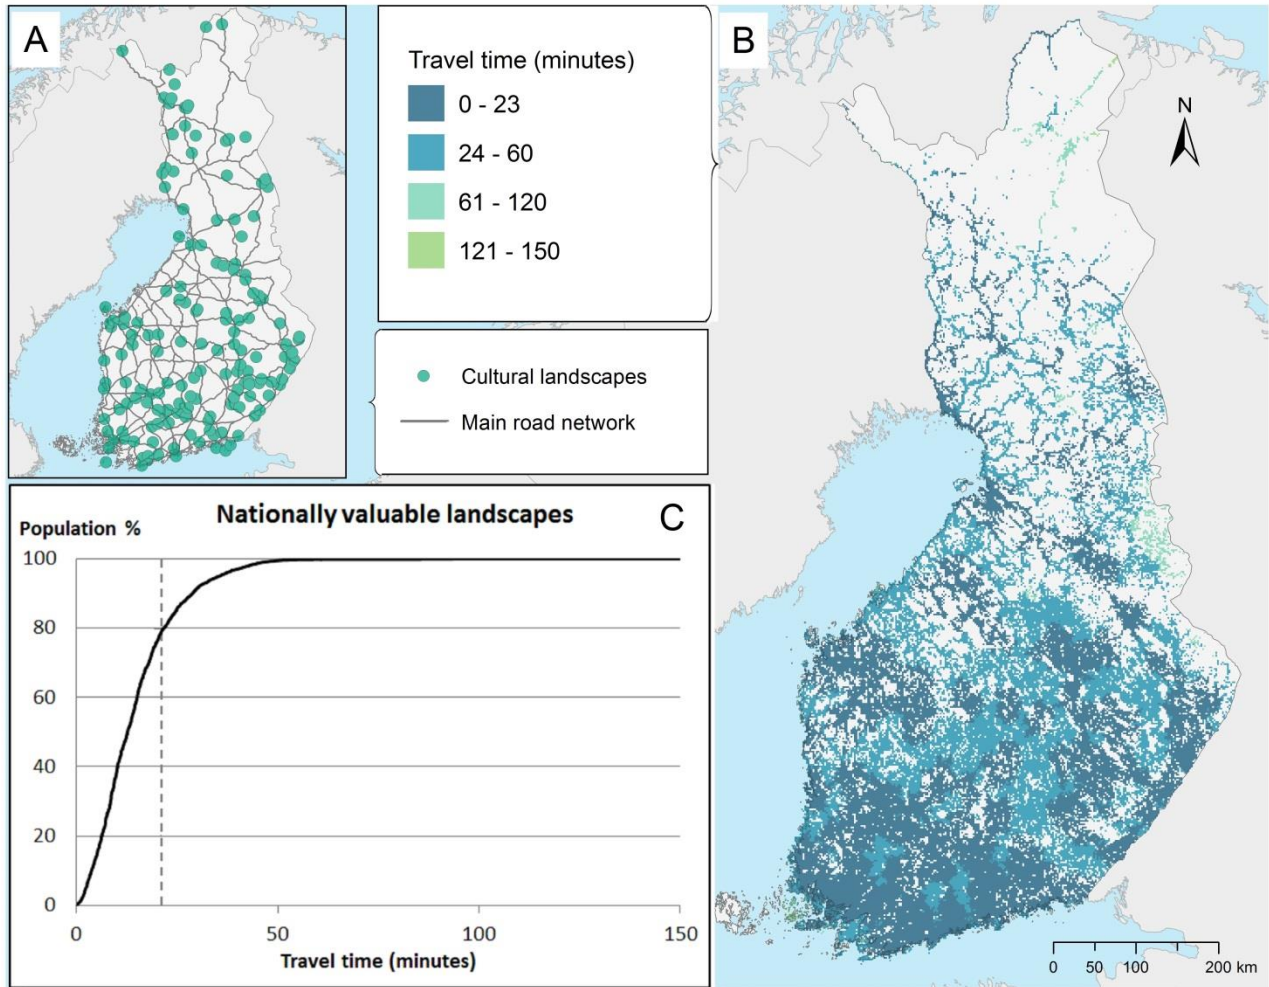 A
Travel time (minutes)
0 - 23
24 - 60
61 - 120
121 - 150
Cultural landscapes
Main road network
B
N
0 50 100 200 km
Nationally valuable landscapes
C
Population %
100
80
60
40
20
0
0 50 100 150
Travel time (minutes)